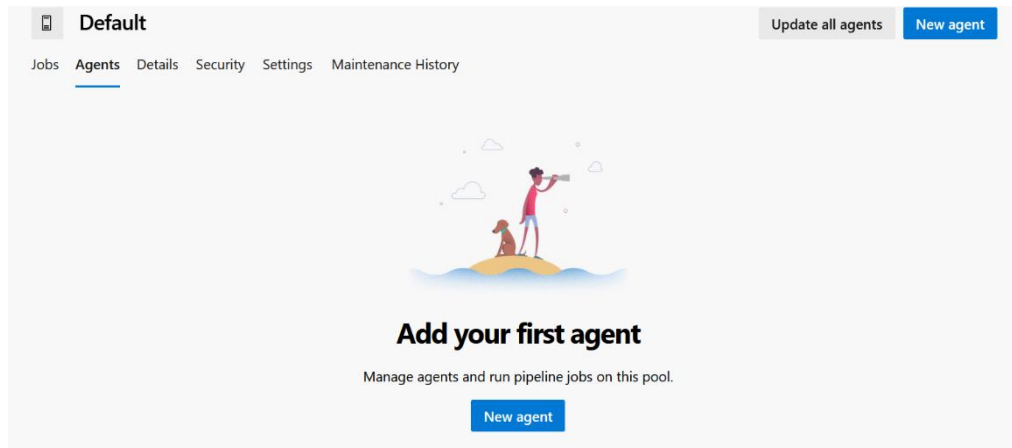 Default
Update all agents
New agent
Jobs Agents Details Security Settings Maintenance History
Add your first agent
Manage agents and run pipeline jobs on this pool.
New agent